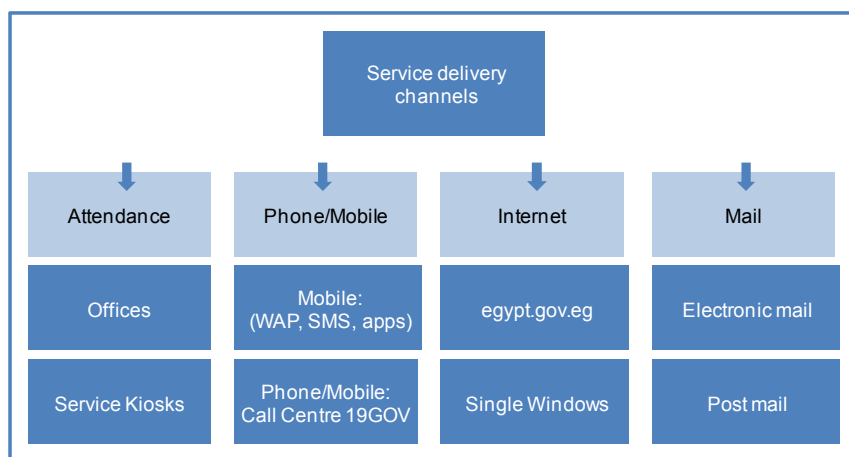 Service delivery
channels
Attendance
Phone/Mobile
Internet
Mail
Offices
Mobile:
(WAP, SMS, apps)
egypt.gov.eg
Electronic mail
Service Kiosks
Phone/Mobile:
Call Centre 19GOV
Single Windows
Post mail